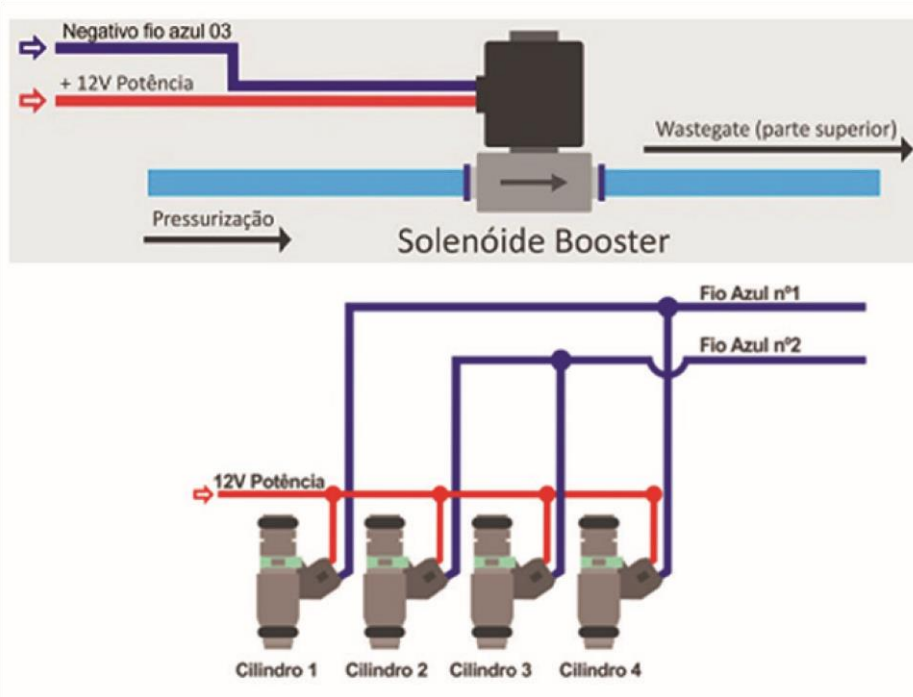 Negativo fio azul 03
+ 12V Potência
Wastegate (parte superior)
Pressurização
Solenóide Booster
Fio Azul nº1
Fio Azul nº2
12V Potência
Cilindro 1
Cilindro 2
Cilindro 3
Cilindro 4